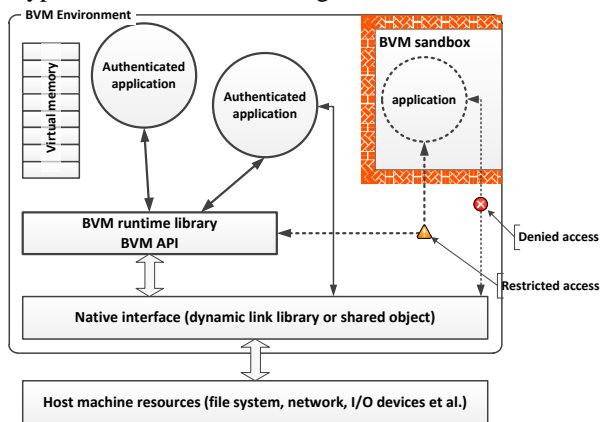 BVM Environment
Virtual memory
Authenticated
application
Authenticated
application
BVM sandbox
application
BVM runtime library
BVM API
Denied access
Restricted access
Native interface (dynamic link library or shared object)
Host machine resources (file system, network, I/O devices et al.)